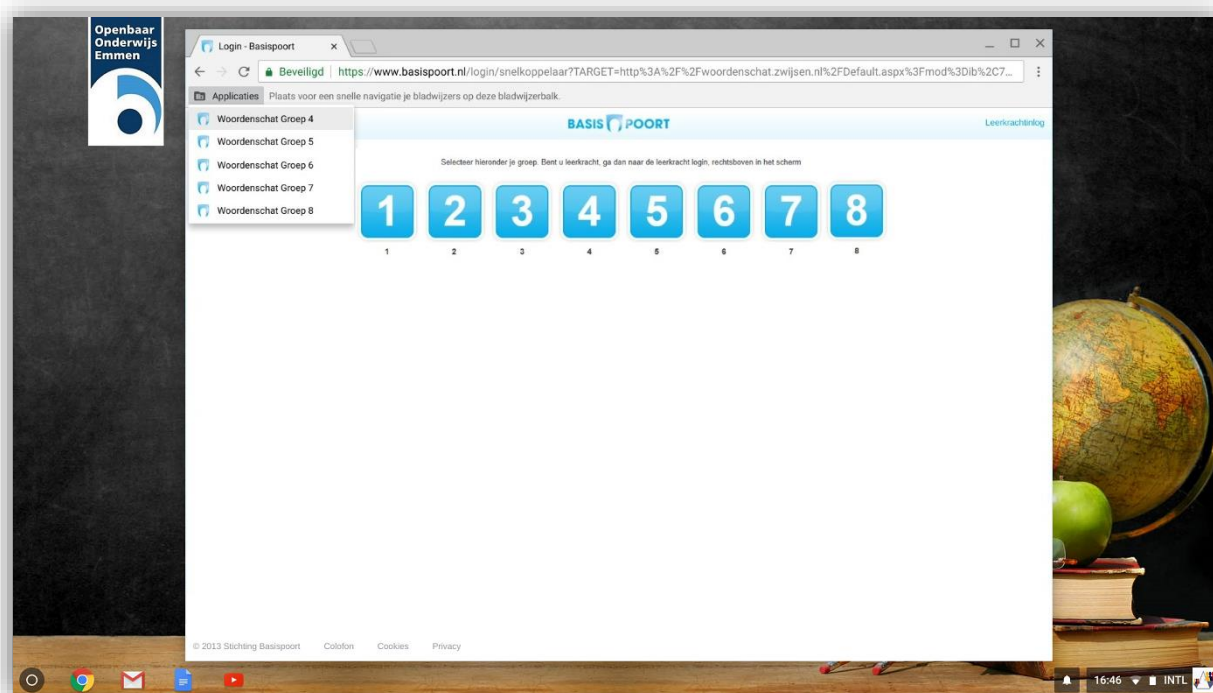 Openbaar
Onderwijs
Emmen
Login - Basispoort
Beveiligd | https://www.basispoort.nl/login/snelkoppelaar?TARGET=http%3A%2F%2Fwoordenschat.zwijsen.nl%2FDefault.aspx%3Fmod%3Dib%2C7...
Applicaties Plaats voor een snelle navigatie je bladwijzers op deze bladwijzerbalk.
Woordenschat Groep 4
Woordenschat Groep 5
Woordenschat Groep 6
Woordenschat Groep 7
Woordenschat Groep 8
BASIS POORT
Leerkrachtinlog
Selecteer hieronder je groep. Bent u leerkracht, ga dan naar de leerkracht login, rechtsboven in het scherm
1 2 3 4 5 6 7 8
1 2 3 4 5 6 7 8
© 2013 Stichting Basispoort Colofon Cookies Privacy
16:46 INTL